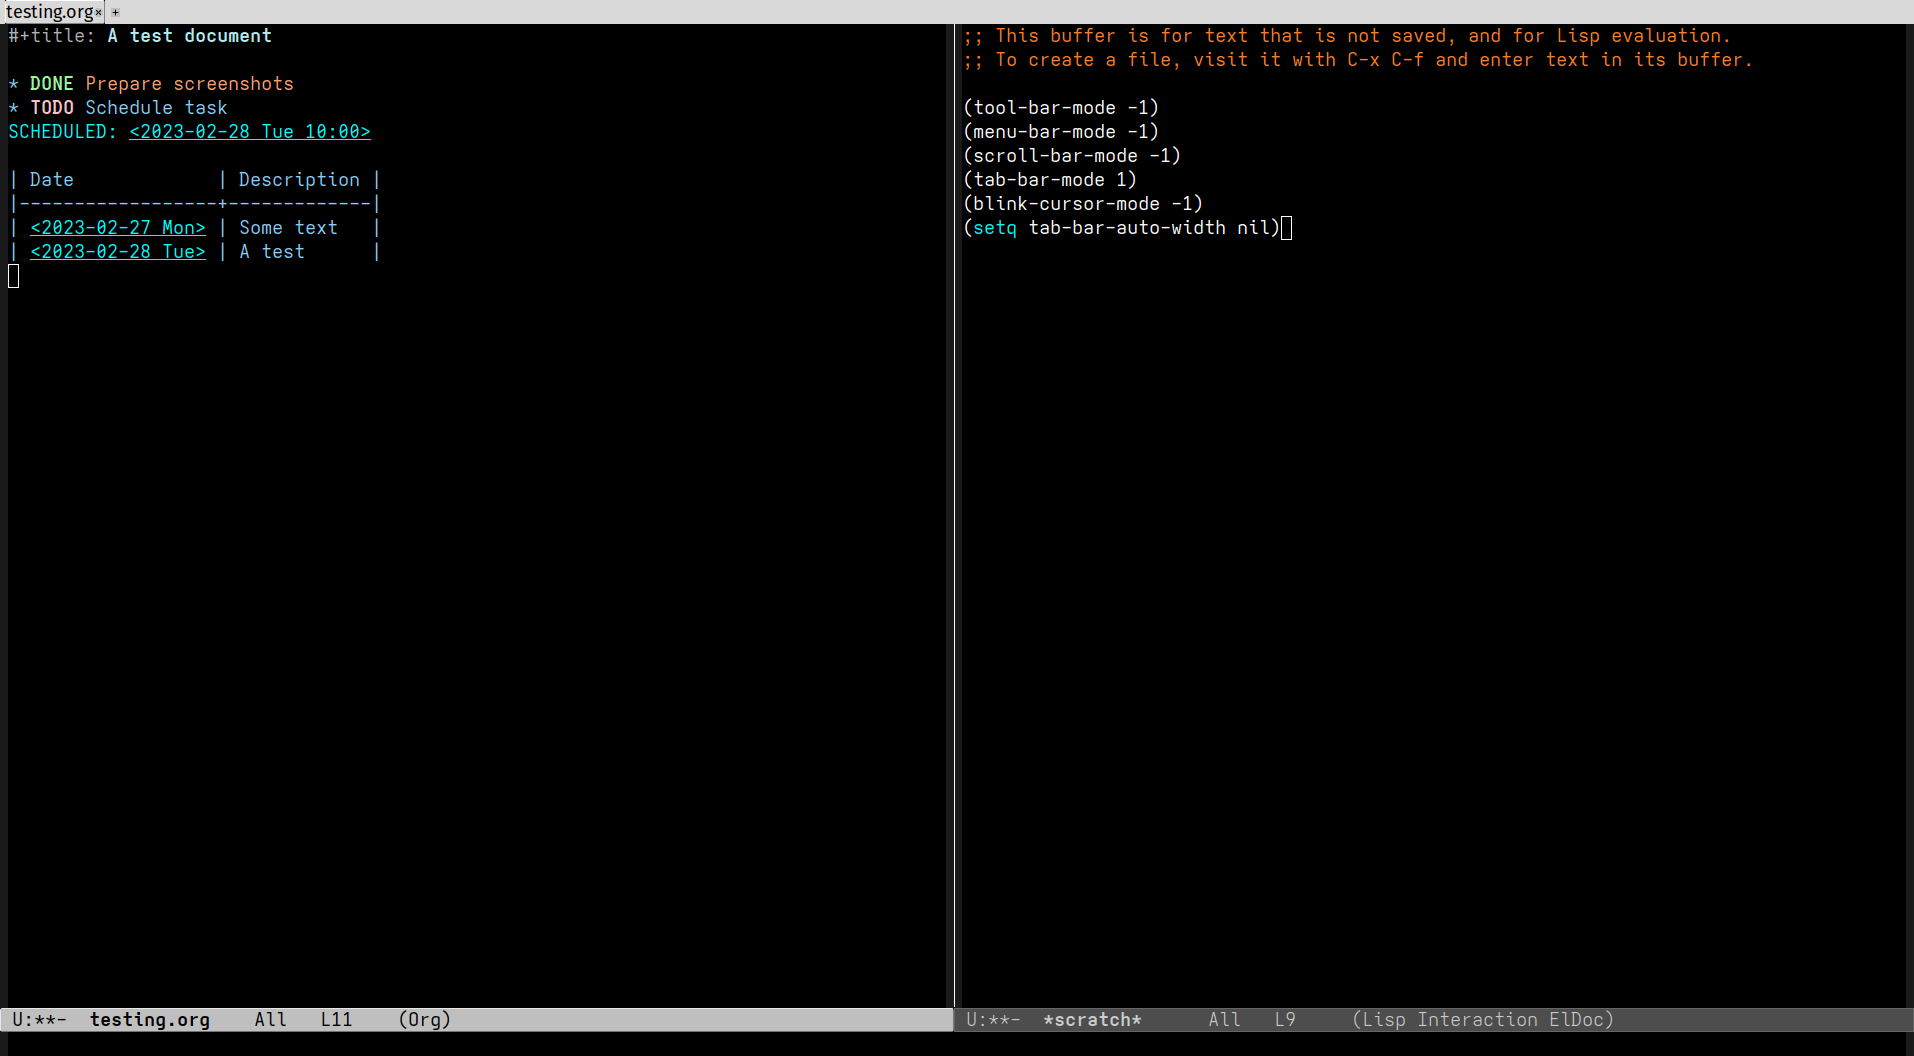 testing.org× +
#+title: A test document
* DONE Prepare screenshots
* TODO Schedule task
SCHEDULED: <2023-02-28 Tue 10:00>
| Date             | Description |
|------------------+-------------|
| <2023-02-27 Mon> | Some text   |
| <2023-02-28 Tue> | A test      |
U:**-  testing.org    All   L11    (Org)
;; This buffer is for text that is not saved, and for Lisp evaluation.
;; To create a file, visit it with C-x C-f and enter text in its buffer.
(tool-bar-mode -1)
(menu-bar-mode -1)
(scroll-bar-mode -1)
(tab-bar-mode 1)
(blink-cursor-mode -1)
(setq tab-bar-auto-width nil)
U:**-  *scratch*      All   L9     (Lisp Interaction ElDoc)